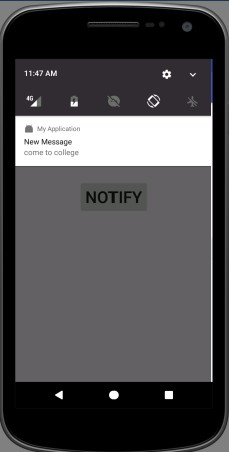 11:47 AM
4G
My Application
New Message
come to college
NOTIFY